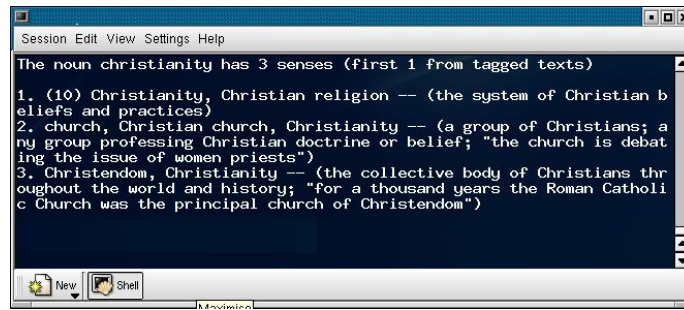 Session Edit View Settings Help
The noun christianity has 3 senses (first 1 from tagged texts)
1. (10) Christianity, Christian religion -- (the system of Christian b
eliefs and practices)
2. church, Christian church, Christianity -- (a group of Christians; a
ny group professing Christian doctrine or belief; "the church is debat
ing the issue of women priests")
3. Christendom, Christianity -- (the collective body of Christians thr
oughout the world and history; "for a thousand years the Roman Catholi
c Church was the principal church of Christendom")
New Shell
Maximise